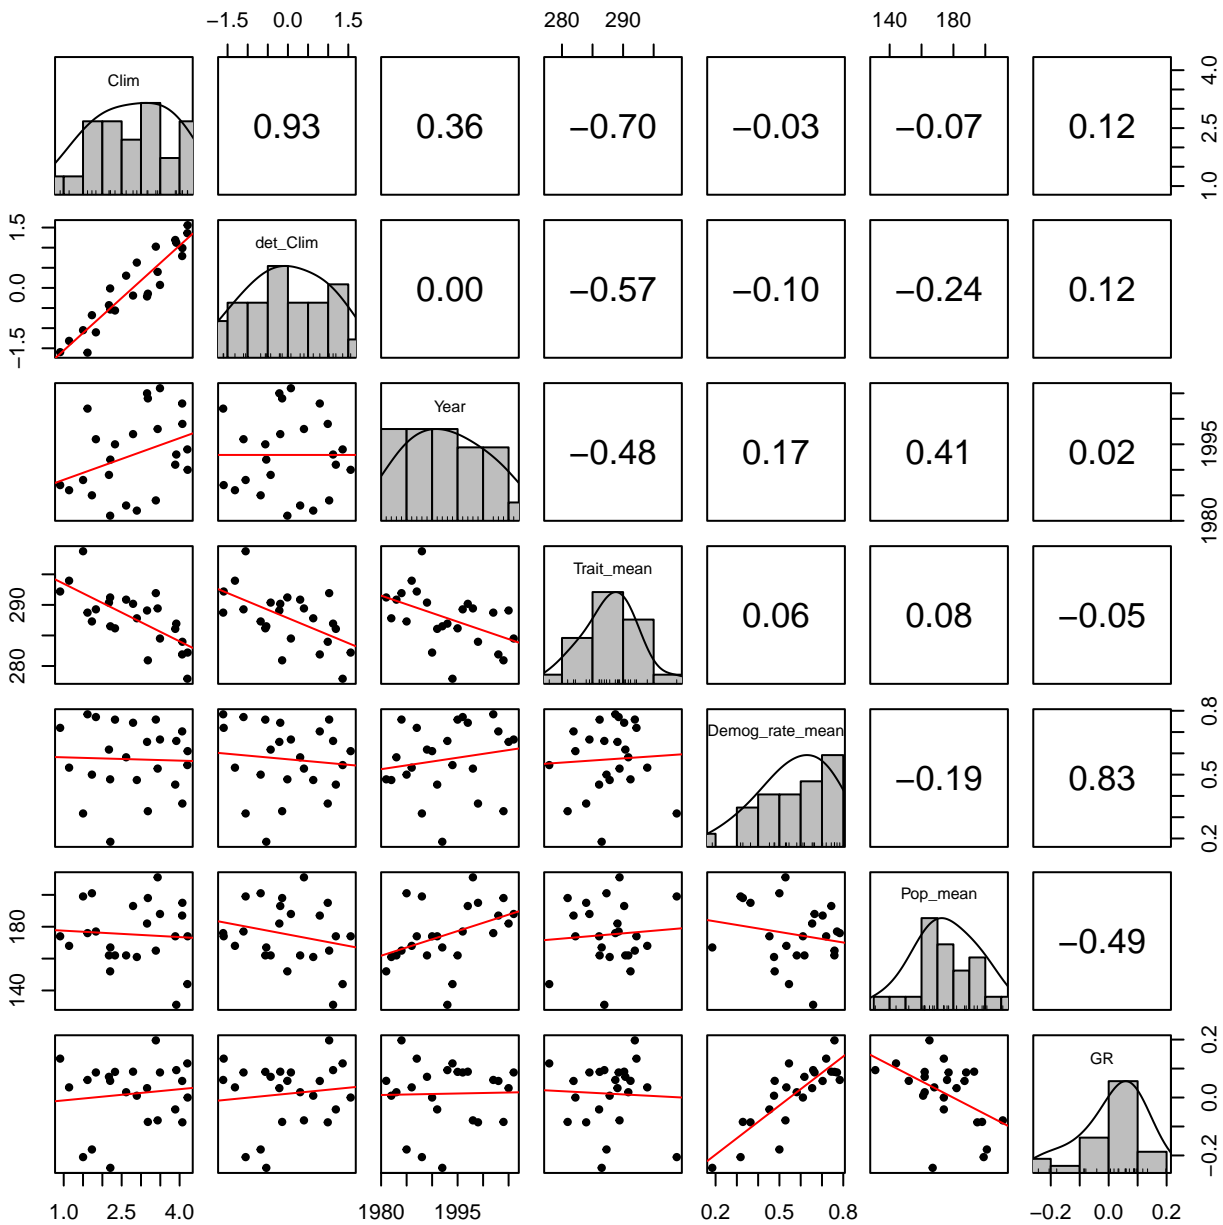 −1.5 0.0 1.5 280 290 140 180
Clim 0.93 0.36 −0.70 −0.03 −0.07 0.12 1.0 2.5 4.0
−1.5 0.0 1.5 det_Clim 0.00 −0.57 −0.10 −0.24 0.12
Year −0.48 0.17 0.41 0.02 1980 1995
280 290 Trait_mean 0.06 0.08 −0.05
Demog_rate_mean −0.19 0.83 0.2 0.5 0.8
140 180 Pop_mean −0.49
GR −0.2 0.0 0.2
1.0 2.5 4.0 1980 1995 0.2 0.5 0.8 −0.2 0.0 0.2